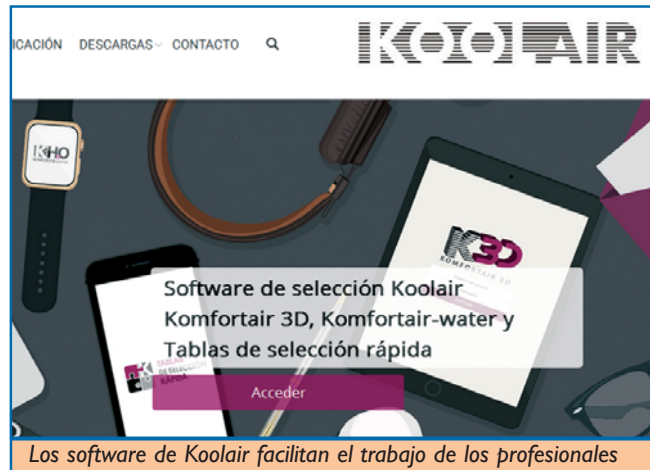 ICACIÓN DESCARGAS CONTACTO
KOOLAIR
KH2O
K3D
KOMFORTAIR 3D
Software de selección Koolair
Komfortair 3D, Komfortair-water y
Tablas de selección rápida
TABLAS
DE SELECCIÓN
RÁPIDA
Acceder
Los software de Koolair facilitan el trabajo de los profesionales